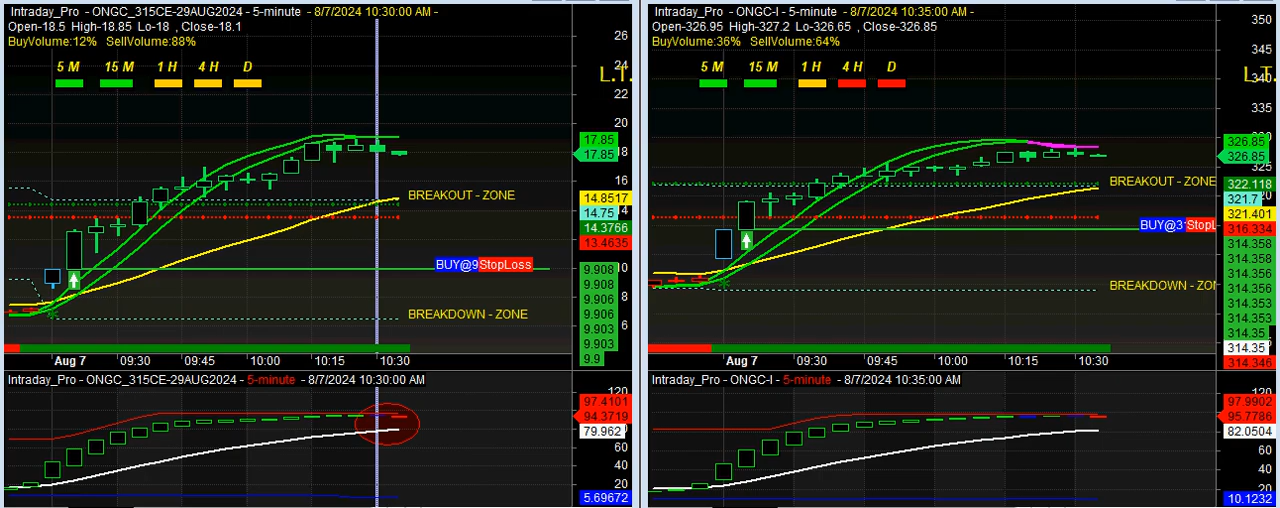 Intraday_Pro - ONGC_315CE-29AUG2024 - 5-minute - 8/7/2024 10:30:00 AM -
Open-18.5 High-18.85 Lo-18 , Close-18.1
BuyVolume:12% SellVolume:88%
5 M 15 M 1 H 4 H D
L.T.
26
24
22
20
17.85
18
17.85
16
14.8517
14.75
14
14.3766
13.4635
BREAKOUT - ZONE
BUY@9 StopLoss
10
9.908
9.908
8
9.906
9.906
6
9.903
9.903
9.9
BREAKDOWN - ZONE
Aug 7 09:30 09:45 10:00 10:15 10:30
Intraday_Pro - ONGC_315CE-29AUG2024 - 5-minute - 8/7/2024 10:30:00 AM
120
97.4101
94.3719
79.962
60
40
20
5.69672
Intraday_Pro - ONGC-I - 5-minute - 8/7/2024 10:35:00 AM -
Open-326.95 High-327.2 Lo-326.65 , Close-326.85
BuyVolume:36% SellVolume:64%
5 M 15 M 1 H 4 H D
L.T.
350
345
340
335
330
326.85
326.85
325
322.118
321.7
321.401
316.334
BREAKOUT - ZONE
BUY@3 StopL
314.358
314.358
314.356
314.356
314.353
314.353
314.35
314.346
BREAKDOWN - ZON
Aug 7 09:30 09:45 10:00 10:15 10:30
Intraday_Pro - ONGC-I - 5-minute - 8/7/2024 10:35:00 AM
120
97.9902
95.7786
82.0504
60
40
20
10.1232